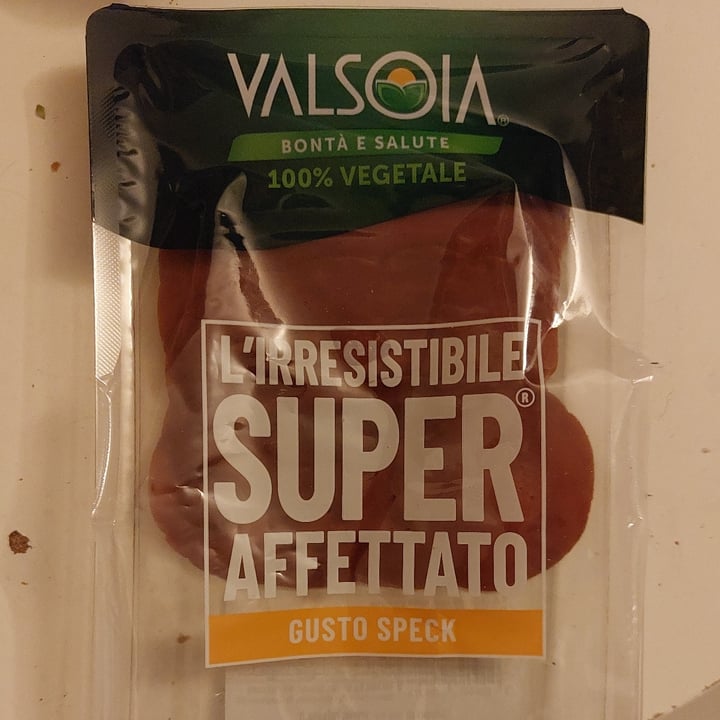 VALSOIA®
BONTÀ E SALUTE
100% VEGETALE
L'IRRESISTIBILE
SUPER®
AFFETTATO
GUSTO SPECK